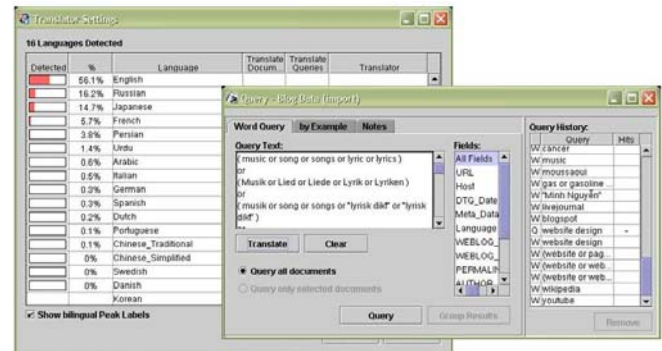 Translator Settings
16 Languages Detected
Detected % Language Translate Docum... Translate Queries Translator
56.1% English
16.2% Russian
14.7% Japanese
5.7% French
3.8% Persian
1.4% Urdu
0.6% Arabic
0.5% Italian
0.3% German
0.3% Spanish
0.2% Dutch
0.1% Portuguese
0.1% Chinese_Traditional
0% Chinese_Simplified
0% Swedish
0% Danish
Korean
Show bilingual Peak Labels
Query - Blog Data (import)
Word Query by Example Notes
Query Text:
( music or song or songs or lyric or lyrics )
or
( Musik or Lied or Liede or Lyrik or Lyriken )
or
( musik or song or songs or "lyrisk dikt" or "lyrisk
dikt" )
Translate Clear
Query all documents
Query only selected documents
Query Group Results
Fields:
All Fields
URL
Host
DTG_Date
Meta_Data
Language
WEBLOG_
WEBLOG_
PERMALIN
AUTHOR
Query History:
Query Hits
W cancer
W music
W moussaoui
W gas or gasoline ...
W "Minh Nguyễn"
W livejournal
W blogspot
Q website design -
W website design
W (website or pag...
W (website or web...
W (website or web...
W wikipedia
W youtube
Remove